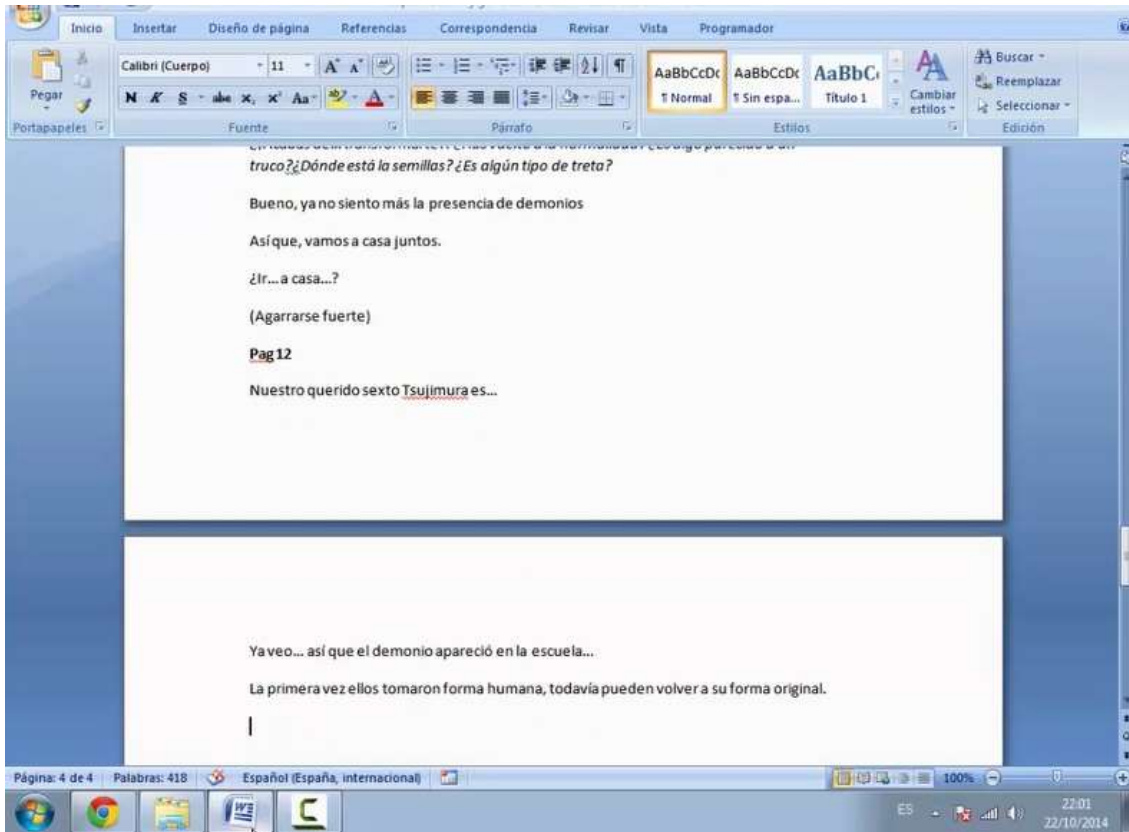 Inicio Insertar Diseño de página Referencias Correspondencia Revisar Vista Programador
Calibri (Cuerpo) 11
Pegar
N K S abe x₂ x² Aa A
AaBbCcDc AaBbCcDc AaBbC
¶ Normal ¶ Sin espa... Título 1
Cambiar estilos
Buscar
Reemplazar
Seleccionar
Portapapeles Fuente Párrafo Estilos Edición
truco?¿Dónde está la semillas? ¿Es algún tipo de treta?
Bueno, ya no siento más la presencia de demonios
Así que, vamos a casa juntos.
¿Ir... a casa...?
(Agarrarse fuerte)
Pag 12
Nuestro querido sexto Tsujimura es...
Ya veo... así que el demonio apareció en la escuela...
La primera vez ellos tomaron forma humana, todavía pueden volver a su forma original.
Página: 4 de 4 Palabras: 418 Español (España, internacional) 100%
ES 22:01
22/10/2014